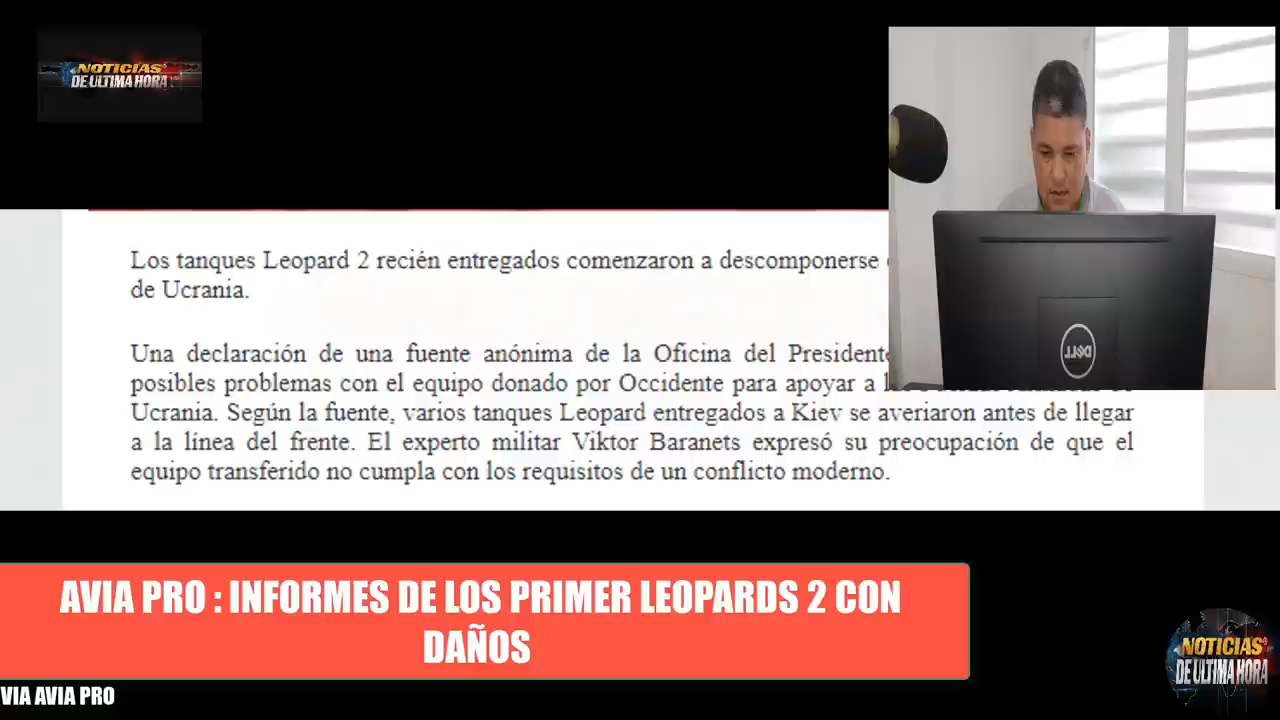 NOTICIAS
DE ULTIMA HORA
Los tanques Leopard 2 recién entregados comenzaron a descomponerse
de Ucrania.
Una declaración de una fuente anónima de la Oficina del Presidente
posibles problemas con el equipo donado por Occidente para apoyar a
Ucrania. Según la fuente, varios tanques Leopard entregados a Kiev se averiaron antes de llegar
a la línea del frente. El experto militar Viktor Baranets expresó su preocupación de que el
equipo transferido no cumpla con los requisitos de un conflicto moderno.
DELL
AVIA PRO : INFORMES DE LOS PRIMER LEOPARDS 2 CON
DAÑOS
VIA AVIA PRO
NOTICIAS
DE ULTIMA HORA